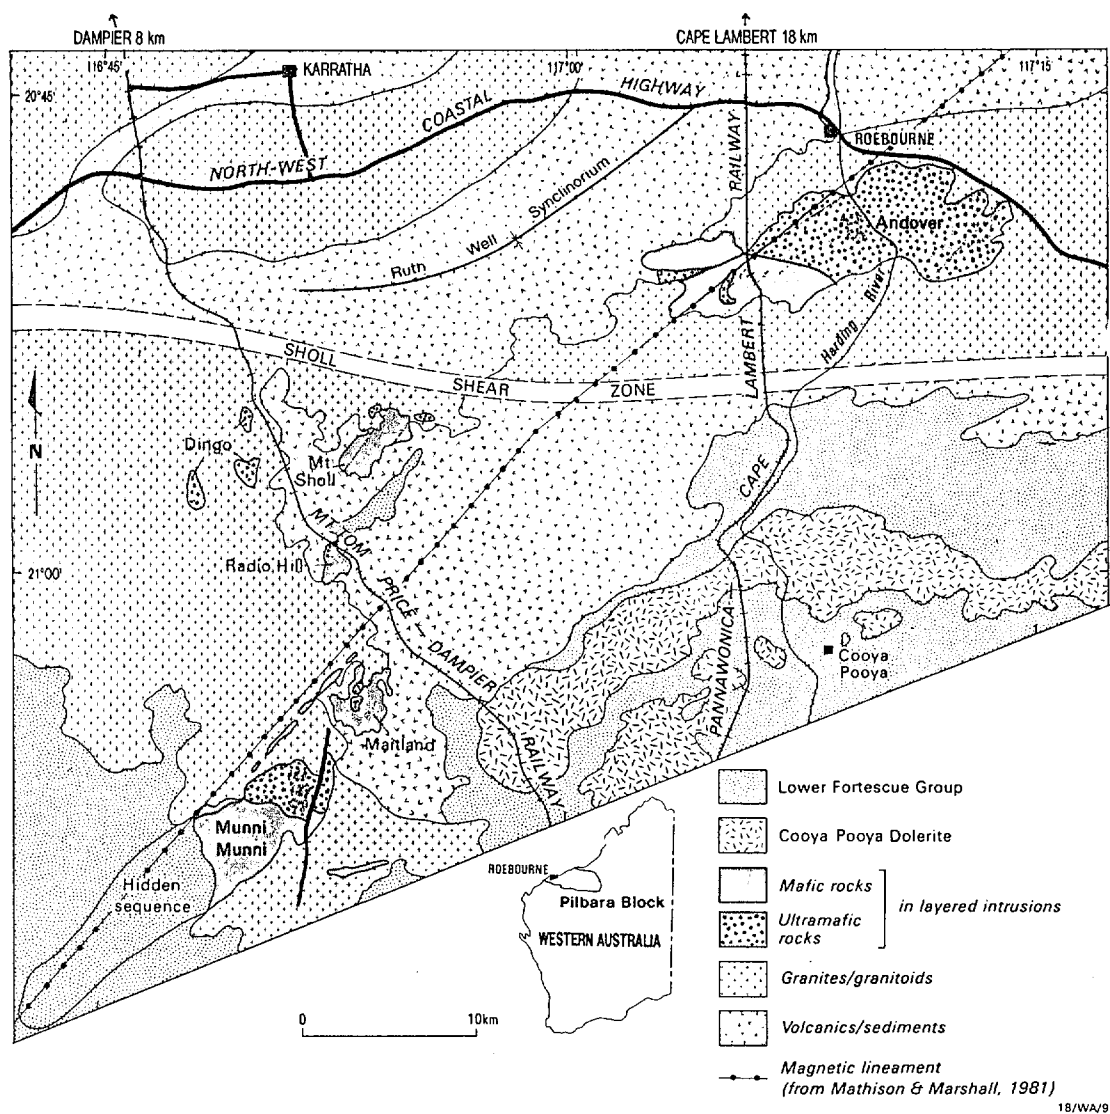 DAMPIER 8 km
CAPE LAMBERT 18 km
116°45'
117°00'
117°15'
20°45'
KARRATHA
NORTH-WEST
COASTAL
HIGHWAY
RAILWAY
ROEBOURNE
Ruth
Well
Synclinorium
Andover
Harding
River
SHOLL
SHEAR
ZONE
LAMBERT
CAPE
N
Dingo
Mt
Sholl
MT TOM
PRICE
—
DAMPIER
RAILWAY
Radio Hill
21°00'
PANNAWONICA —
Cooya
Pooya
Maitland
Munni
Munni
Hidden
sequence
0
10km
ROEBOURNE
Pilbara Block
WESTERN AUSTRALIA
Lower Fortescue Group
Cooya Pooya Dolerite
Mafic rocks
Ultramafic
rocks
in layered intrusions
Granites/granitoids
Volcanics/sediments
Magnetic lineament
(from Mathison & Marshall, 1981)
18/WA/9